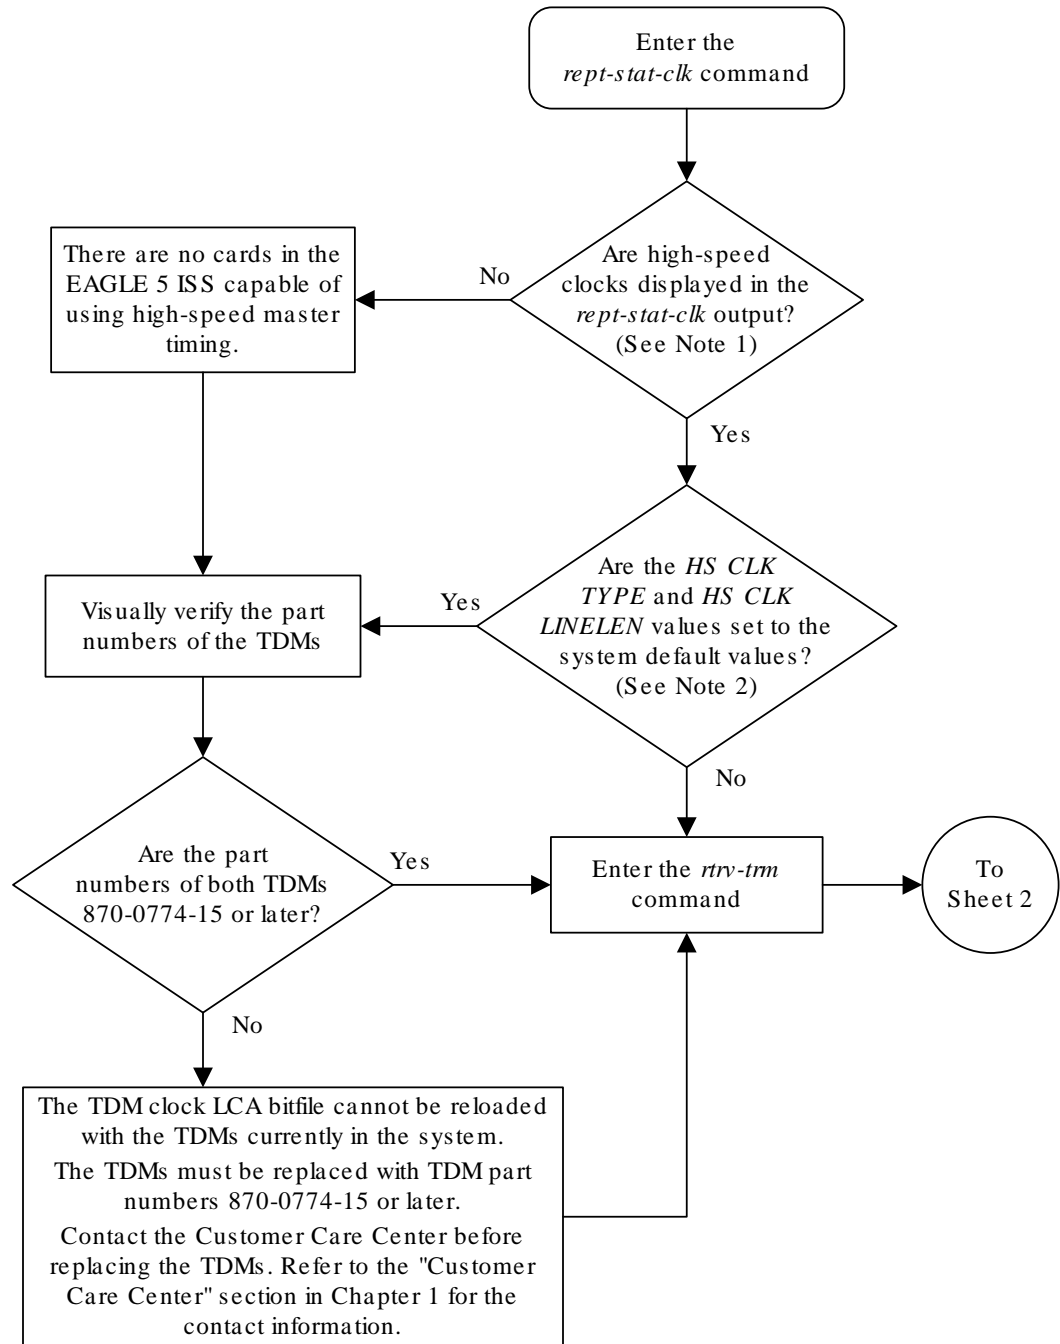 Enter the
rept-stat-clk command
Are high-speed
clocks displayed in the
rept-stat-clk output?
(See Note 1)
No
There are no cards in the
EAGLE 5 ISS capable of
using high-speed master
timing.
Yes
Are the HS CLK
TYPE and HS CLK
LINELEN values set to the
system default values?
(See Note 2)
Yes
Visually verify the part
numbers of the TDMs
No
Are the part
numbers of both TDMs
870-0774-15 or later?
Yes
Enter the rtrv-trm
command
To
Sheet 2
No
The TDM clock LCA bitfile cannot be reloaded
with the TDMs currently in the system.
The TDMs must be replaced with TDM part
numbers 870-0774-15 or later.
Contact the Customer Care Center before
replacing the TDMs. Refer to the "Customer
Care Center" section in Chapter 1 for the
contact information.